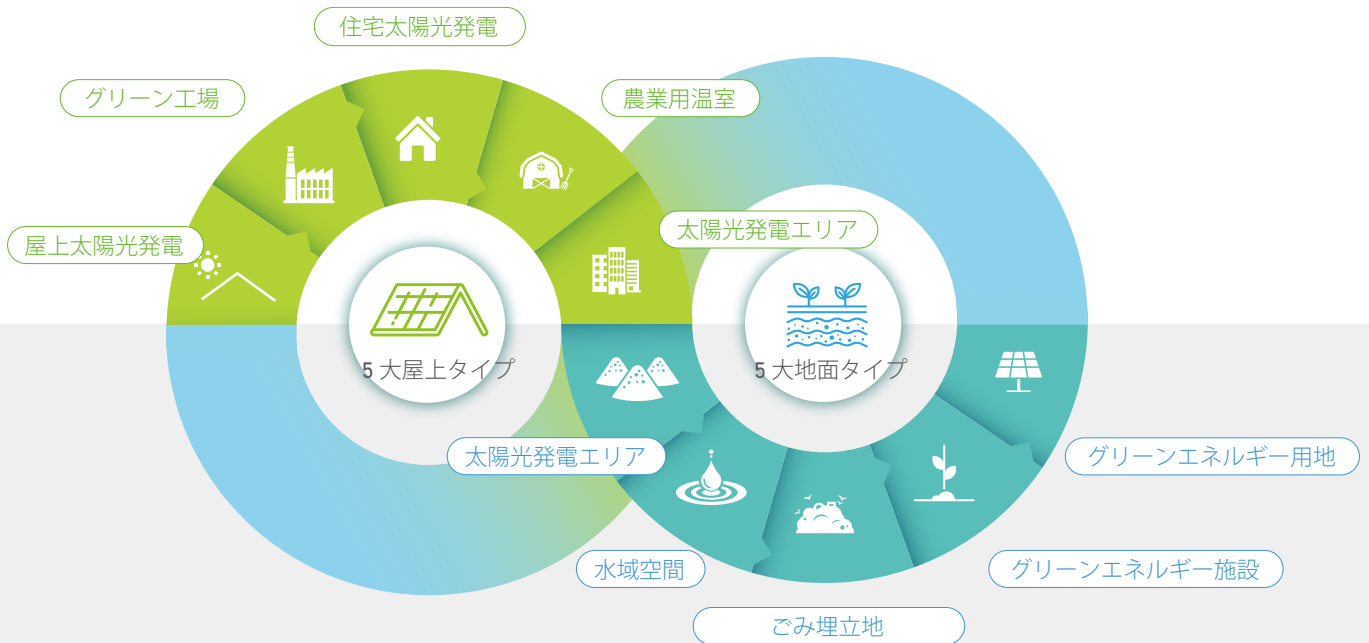 住宅太陽光発電
グリーン工場
農業用温室
屋上太陽光発電
太陽光発電エリア
5 大屋上タイプ
5 大地面タイプ
太陽光発電エリア
グリーンエネルギー用地
水域空間
グリーンエネルギー施設
ごみ埋立地